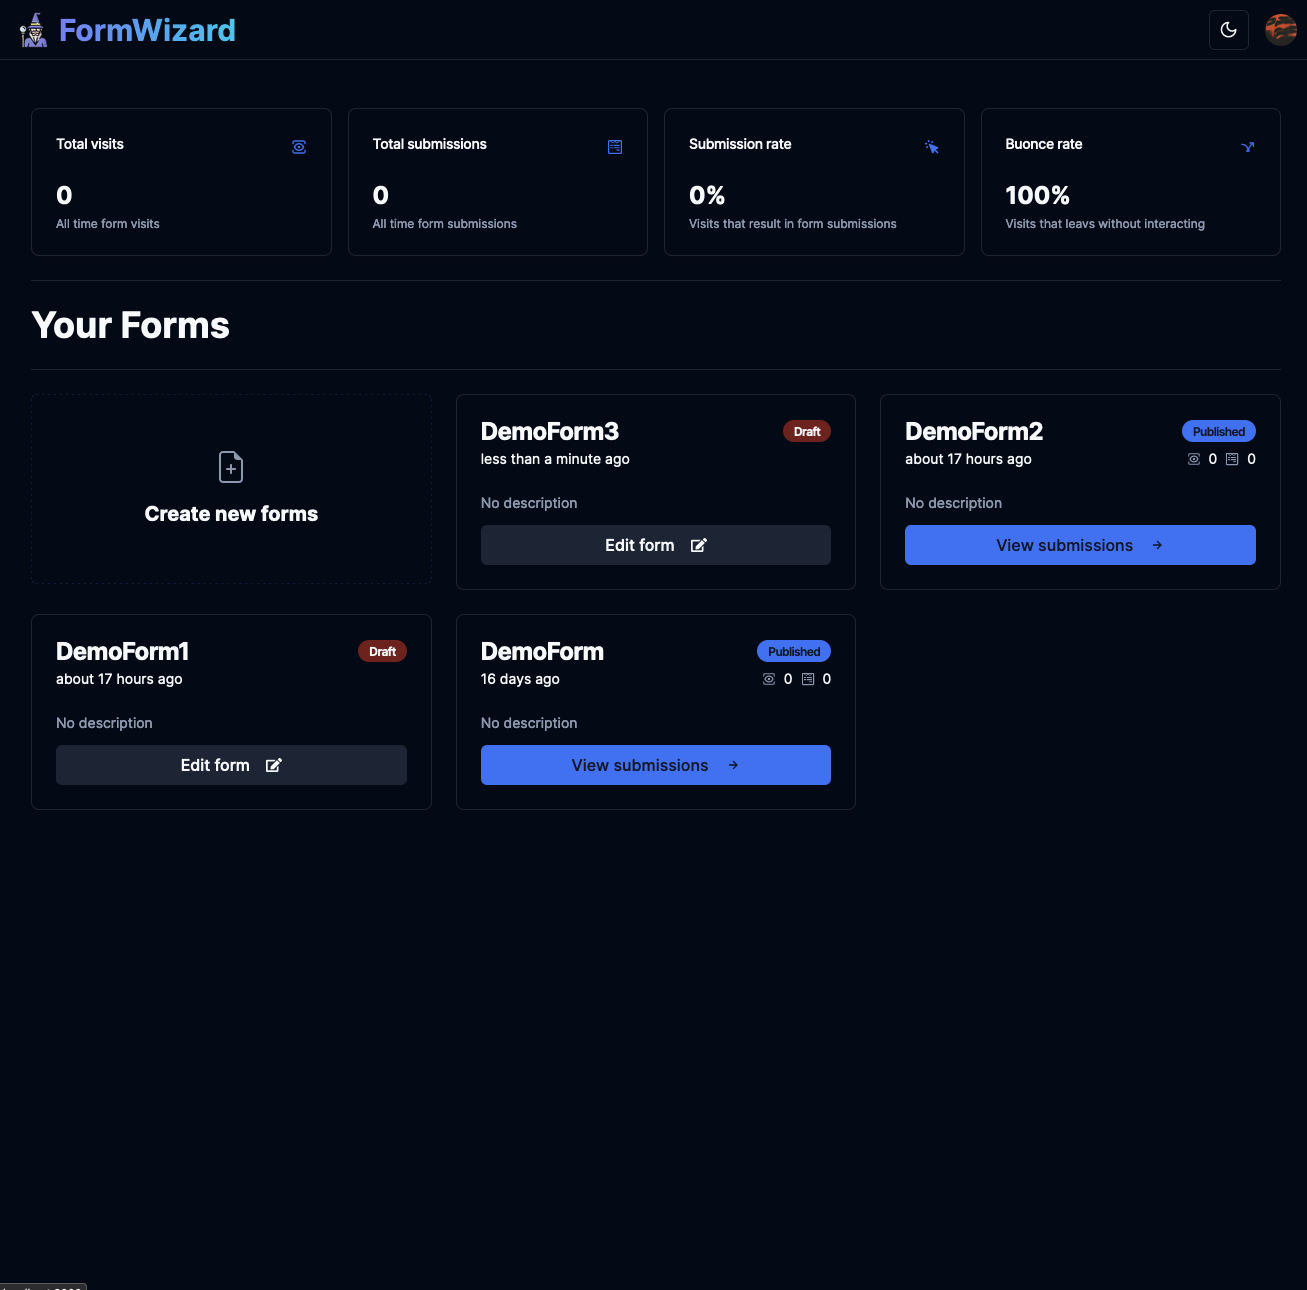 FormWizard
Total visits
0
All time form visits
Total submissions
0
All time form submissions
Submission rate
0%
Visits that result in form submissions
Buonce rate
100%
Visits that leavs without interacting
Your Forms
Create new forms
DemoForm3
Draft
less than a minute ago
No description
Edit form
DemoForm2
Published
about 17 hours ago
0 0
No description
View submissions
DemoForm1
Draft
about 17 hours ago
No description
Edit form
DemoForm
Published
16 days ago
0 0
No description
View submissions